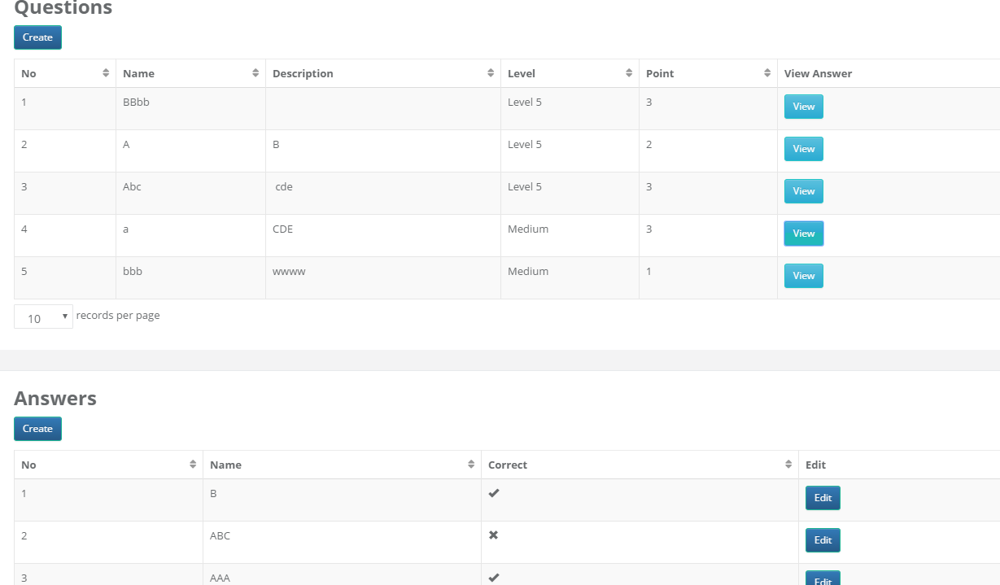 Questions
Create
No Name Description Level Point View Answer
1 BBbb Level 5 3 View
2 A B Level 5 2 View
3 Abc cde Level 5 3 View
4 a CDE Medium 3 View
5 bbb wwww Medium 1 View
10 records per page
Answers
Create
No Name Correct Edit
1 B ✔ Edit
2 ABC ✖ Edit
3 AAA ✔ Edit